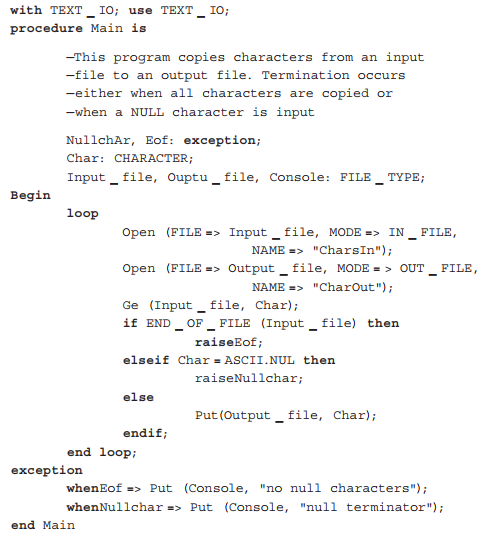 with TEXT _ IO; use TEXT _ IO;
procedure Main is
—This program copies characters from an input
—file to an output file. Termination occurs
—either when all characters are copied or
—when a NULL character is input
NullchAr, Eof: exception;
Char: CHARACTER;
Input _ file, Ouptu _ file, Console: FILE _ TYPE;
Begin
loop
Open (FILE => Input _ file, MODE => IN _ FILE,
NAME => "CharsIn");
Open (FILE => Output _ file, MODE = > OUT _ FILE,
NAME => "CharOut");
Ge (Input _ file, Char);
if END _ OF _ FILE (Input _ file) then
raiseEof;
elseif Char = ASCII.NUL then
raiseNullchar;
else
Put(Output _ file, Char);
endif;
end loop;
exception
whenEof => Put (Console, "no null characters");
whenNullchar => Put (Console, "null terminator");
end Main